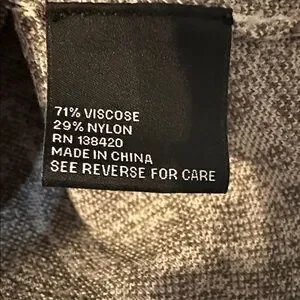 71% VISCOSE
29% NYLON
RN 138420
MADE IN CHINA
SEE REVERSE FOR CARE